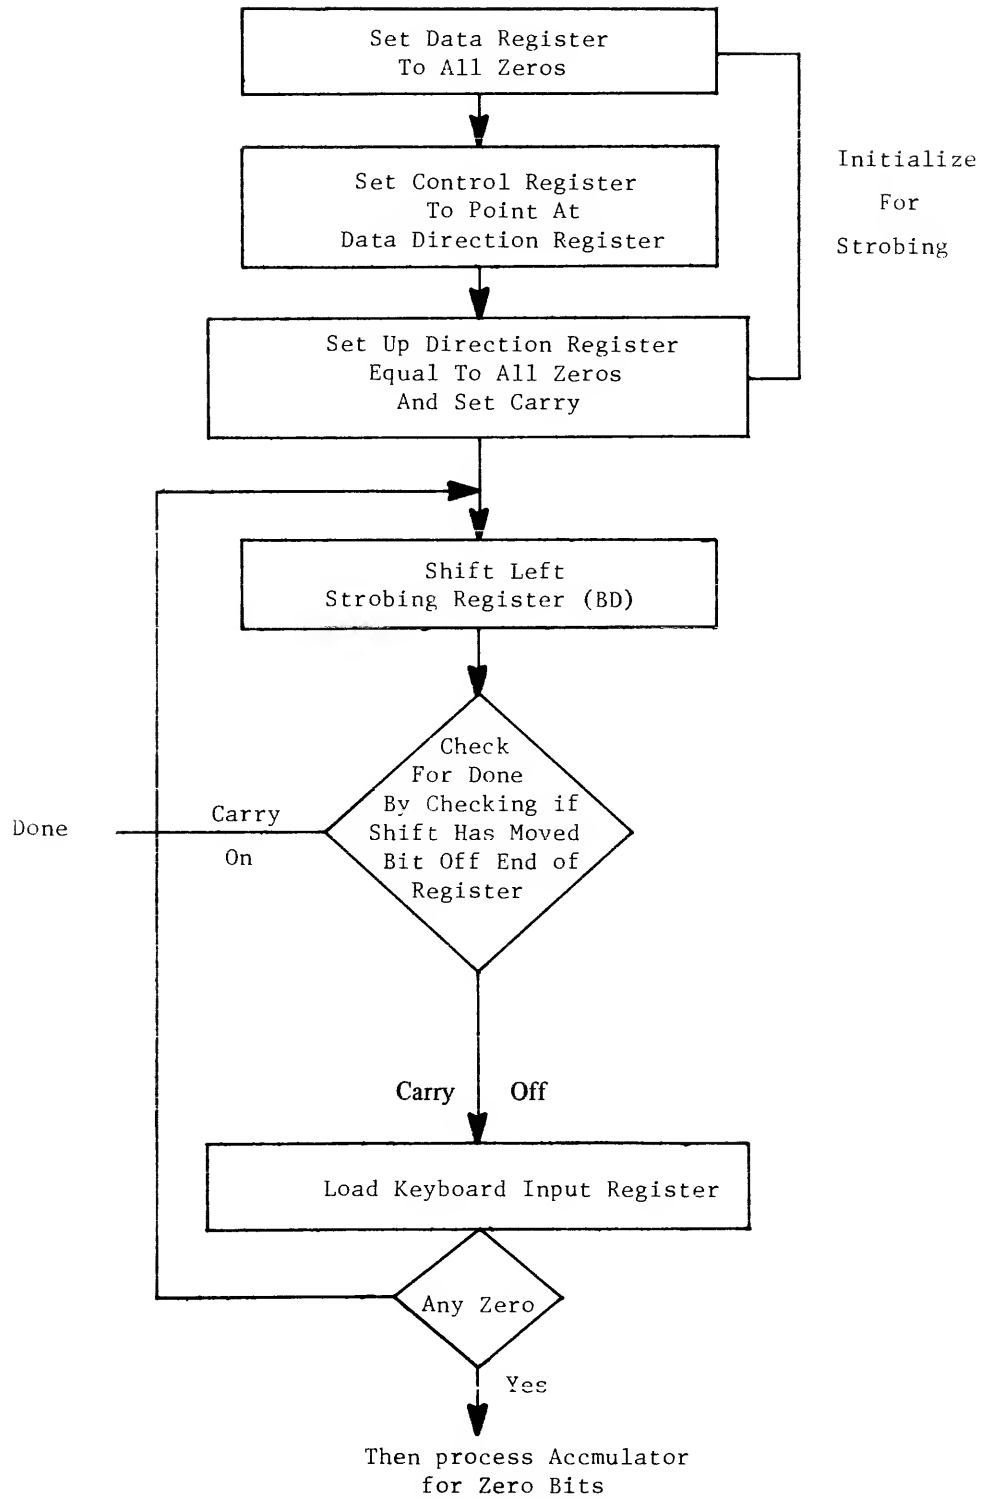 Set Data Register
To All Zeros
Set Control Register
To Point At
Data Direction Register
Initialize
For
Strobing
Set Up Direction Register
Equal To All Zeros
And Set Carry
Shift Left
Strobing Register (BD)
Check
For Done
By Checking if
Shift Has Moved
Bit Off End of
Register
Done
Carry
On
Carry Off
Load Keyboard Input Register
Any Zero
Yes
Then process Accmulator
for Zero Bits